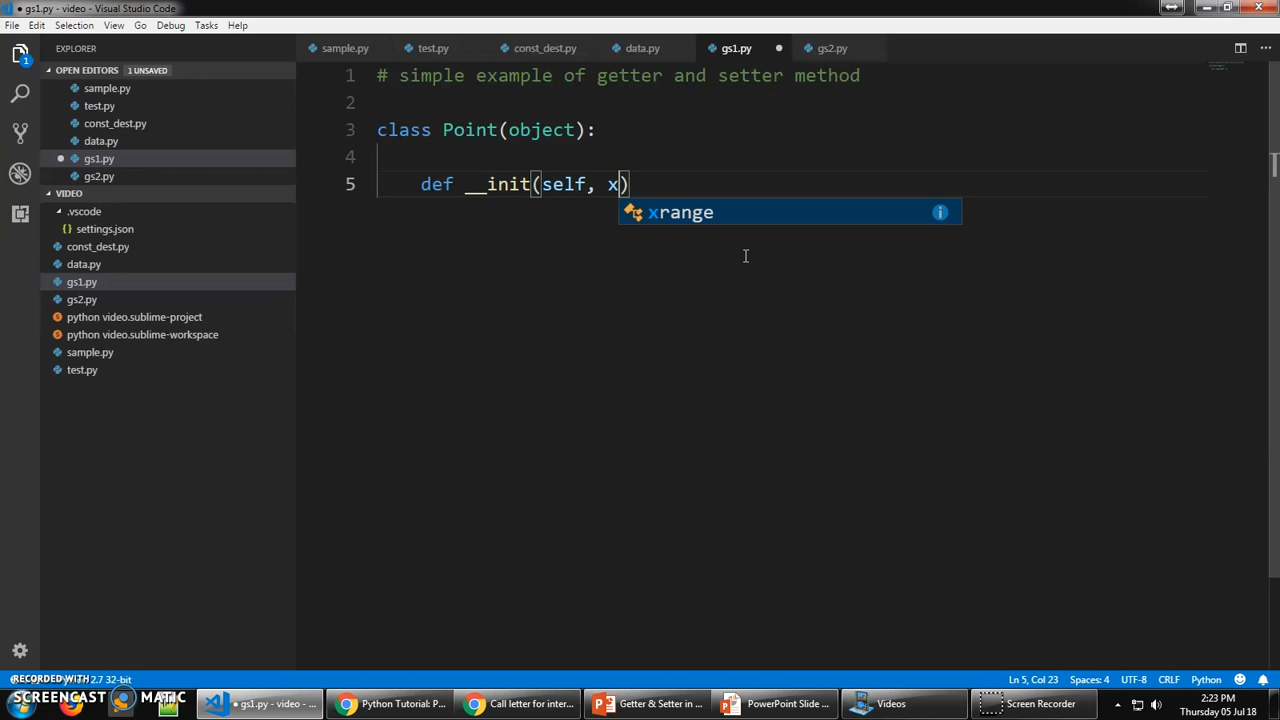 • gs1.py - video - Visual Studio Code
File Edit Selection View Go Debug Tasks Help
EXPLORER
sample.py test.py const_dest.py data.py gs1.py ● gs2.py
OPEN EDITORS 1 UNSAVED
sample.py
test.py
const_dest.py
data.py
gs1.py
gs2.py
VIDEO
.vscode
settings.json
const_dest.py
data.py
gs1.py
gs2.py
python video.sublime-project
python video.sublime-workspace
sample.py
test.py
1 # simple example of getter and setter method
2
3 class Point(object):
4
5 def __init(self, x)
xrange
RECORDED WITH
2.7 32-bit
Ln 5, Col 23 Spaces: 4 UTF-8 CRLF Python
SCREENCAST MATIC
• gs1.py - video - ...
Python Tutorial: P...
Call letter for inter...
Getter & Setter in ...
PowerPoint Slide ...
Videos
Screen Recorder
2:23 PM
Thursday 05 Jul 18